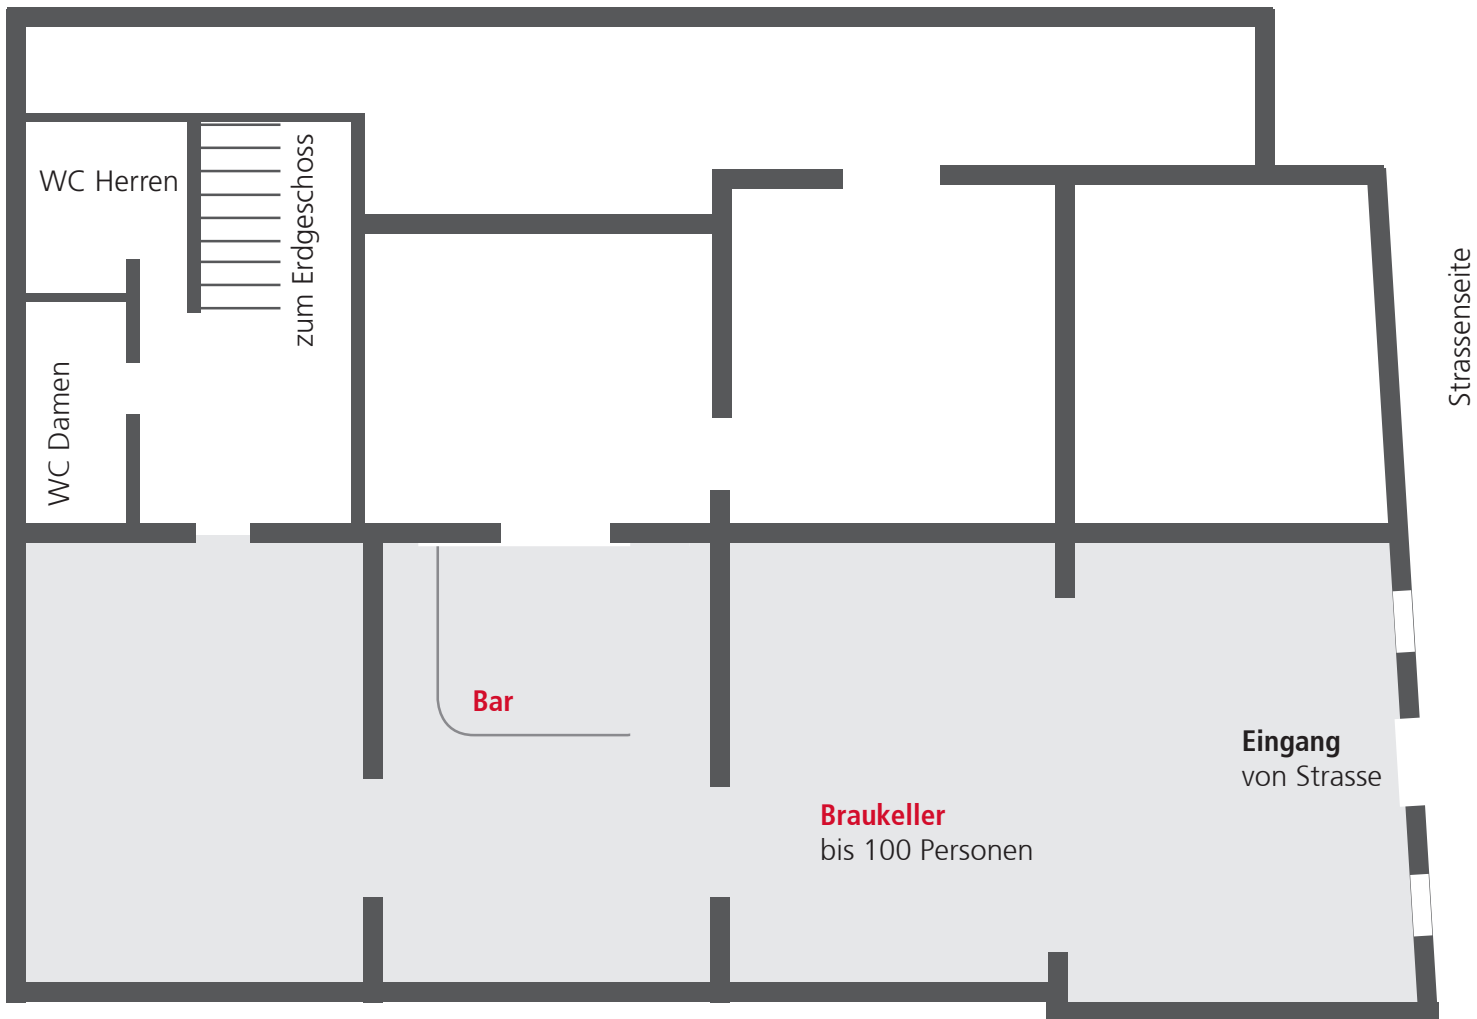 WC Herren
zum Erdgeschoss
WC Damen
Strassenseite
Bar
Eingang
von Strasse
Braukeller
bis 100 Personen